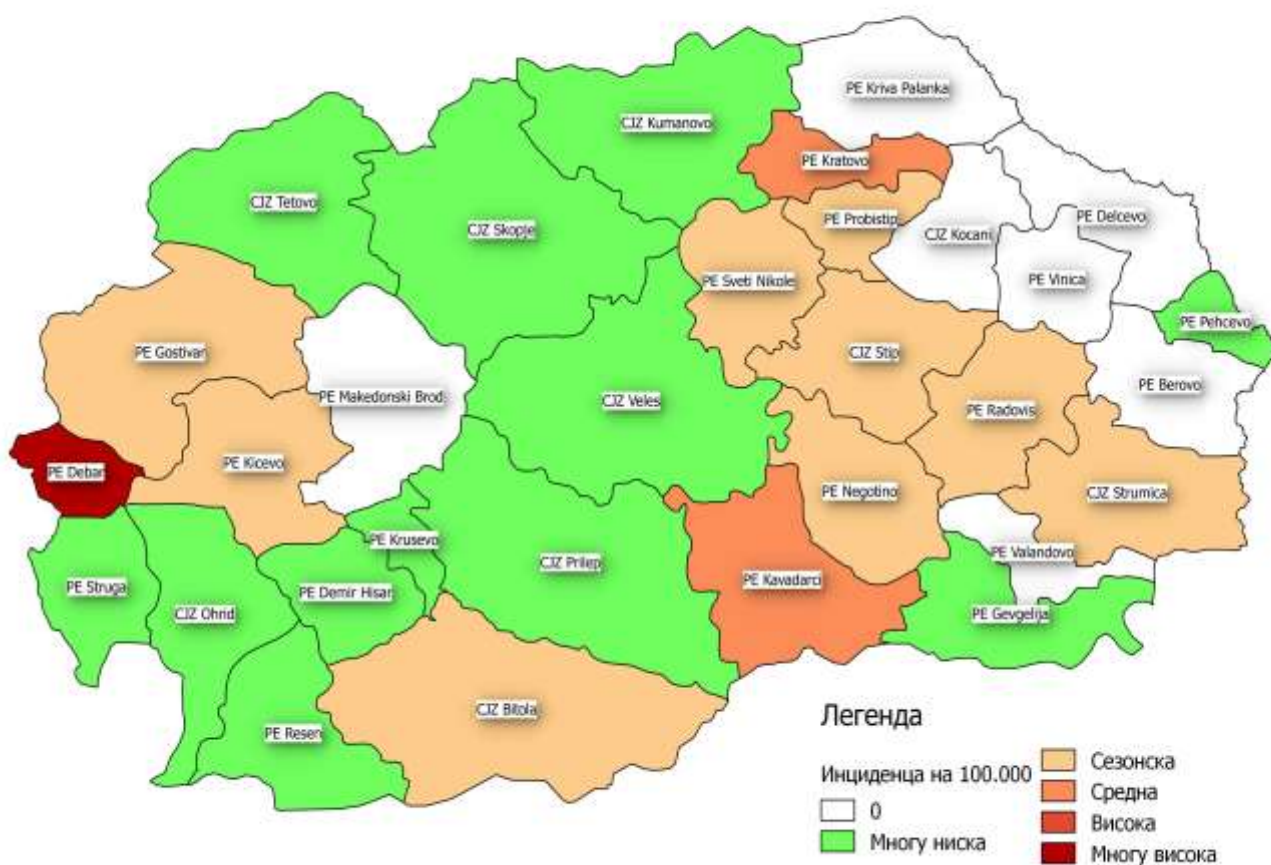 PE Kriva Palanka
CJZ Kumanovo
PE Kratovo
CJZ Tetovo
PE Probistip
PE Delcevo
CJZ Skopje
CJZ Kocani
PE Sveti Nikole
PE Vinica
PE Pehcevo
PE Gostivar
CJZ Stip
PE Berovo
PE Makedonski Brod
CJZ Veles
PE Radovis
PE Debar
PE Kicevo
PE Negotino
CJZ Strumica
PE Krusevo
PE Valandovo
CJZ Prilep
PE Kavadarci
PE Struga
PE Demir Hisar
CJZ Ohrid
PE Gevgelija
CJZ Bitola
PE Resen
Легенда
Инциденца на 100.000
0
Многу ниска
Сезонска
Средна
Висока
Многу висока